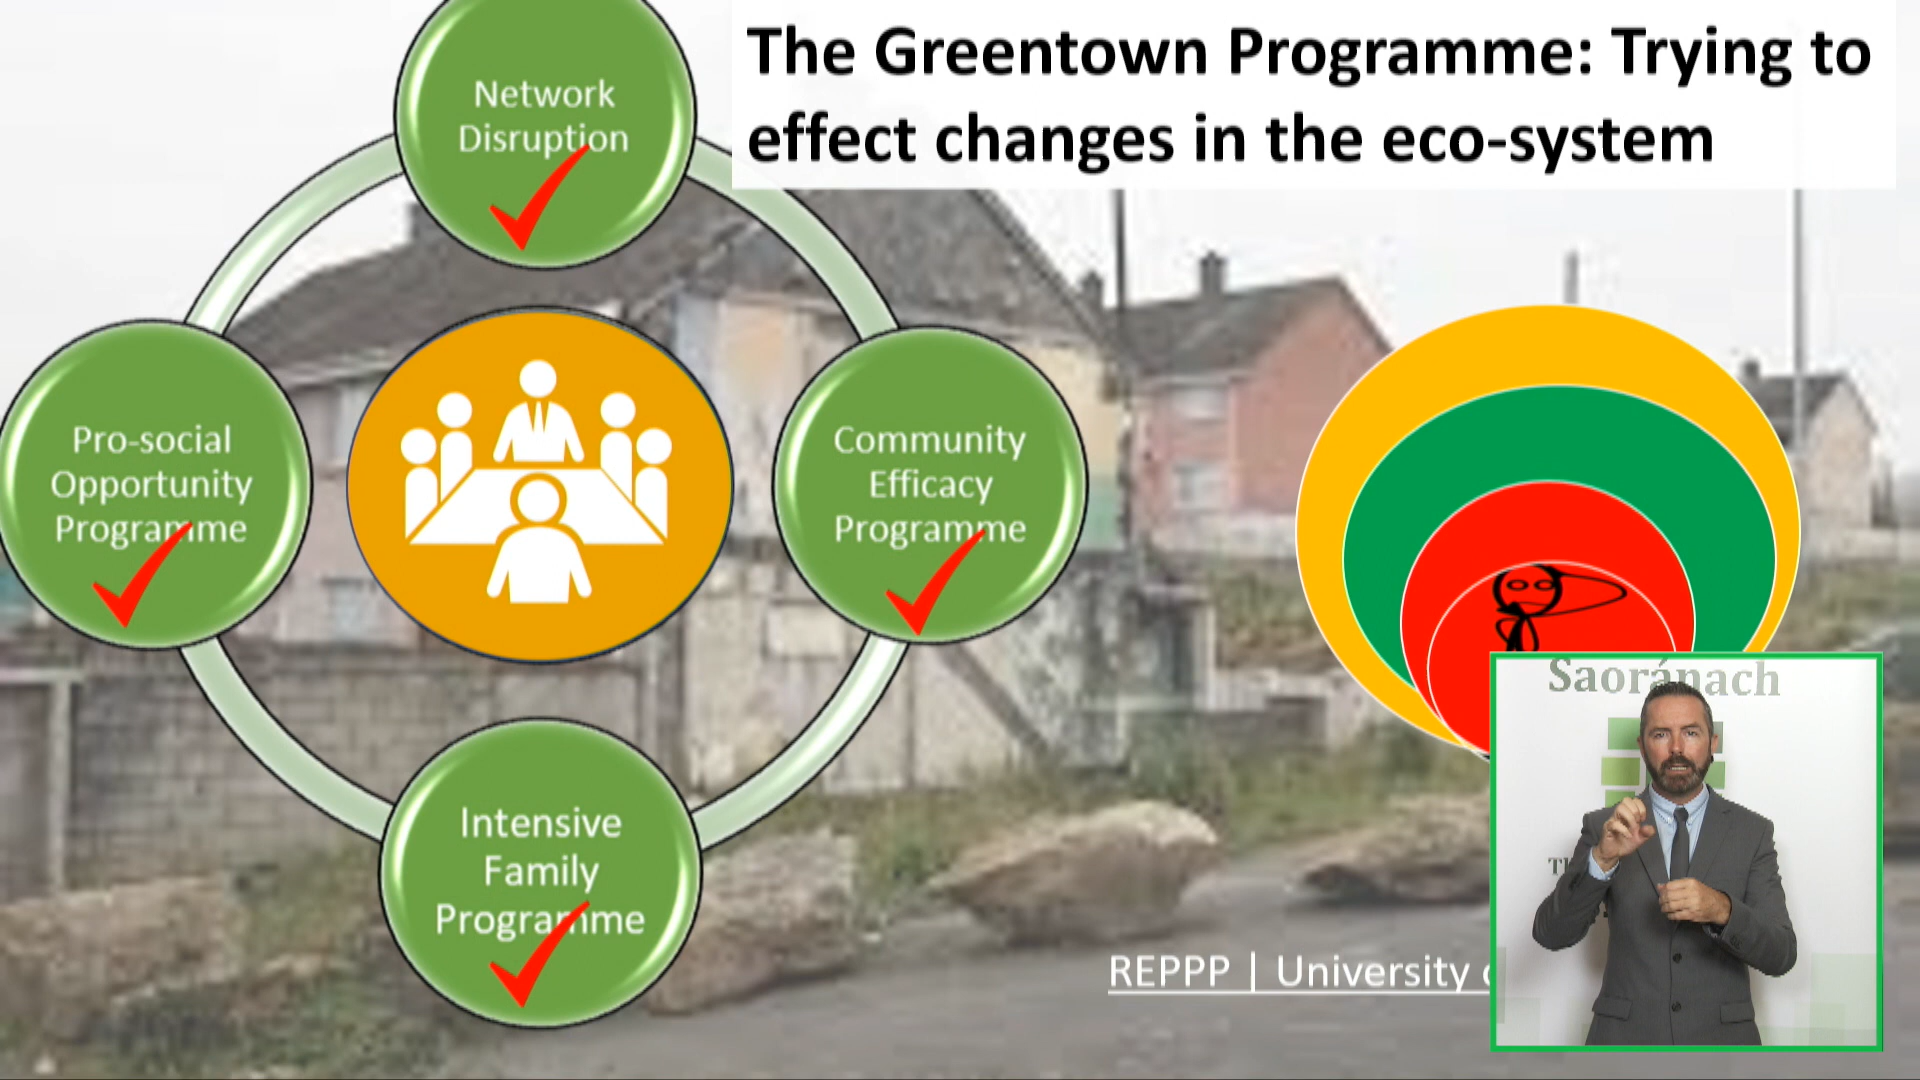 The Greentown Programme: Trying to
effect changes in the eco-system
Network
Disruption
Pro-social
Opportunity
Programme
Community
Efficacy
Programme
Intensive
Family
Programme
REPPP | University
Saoránach